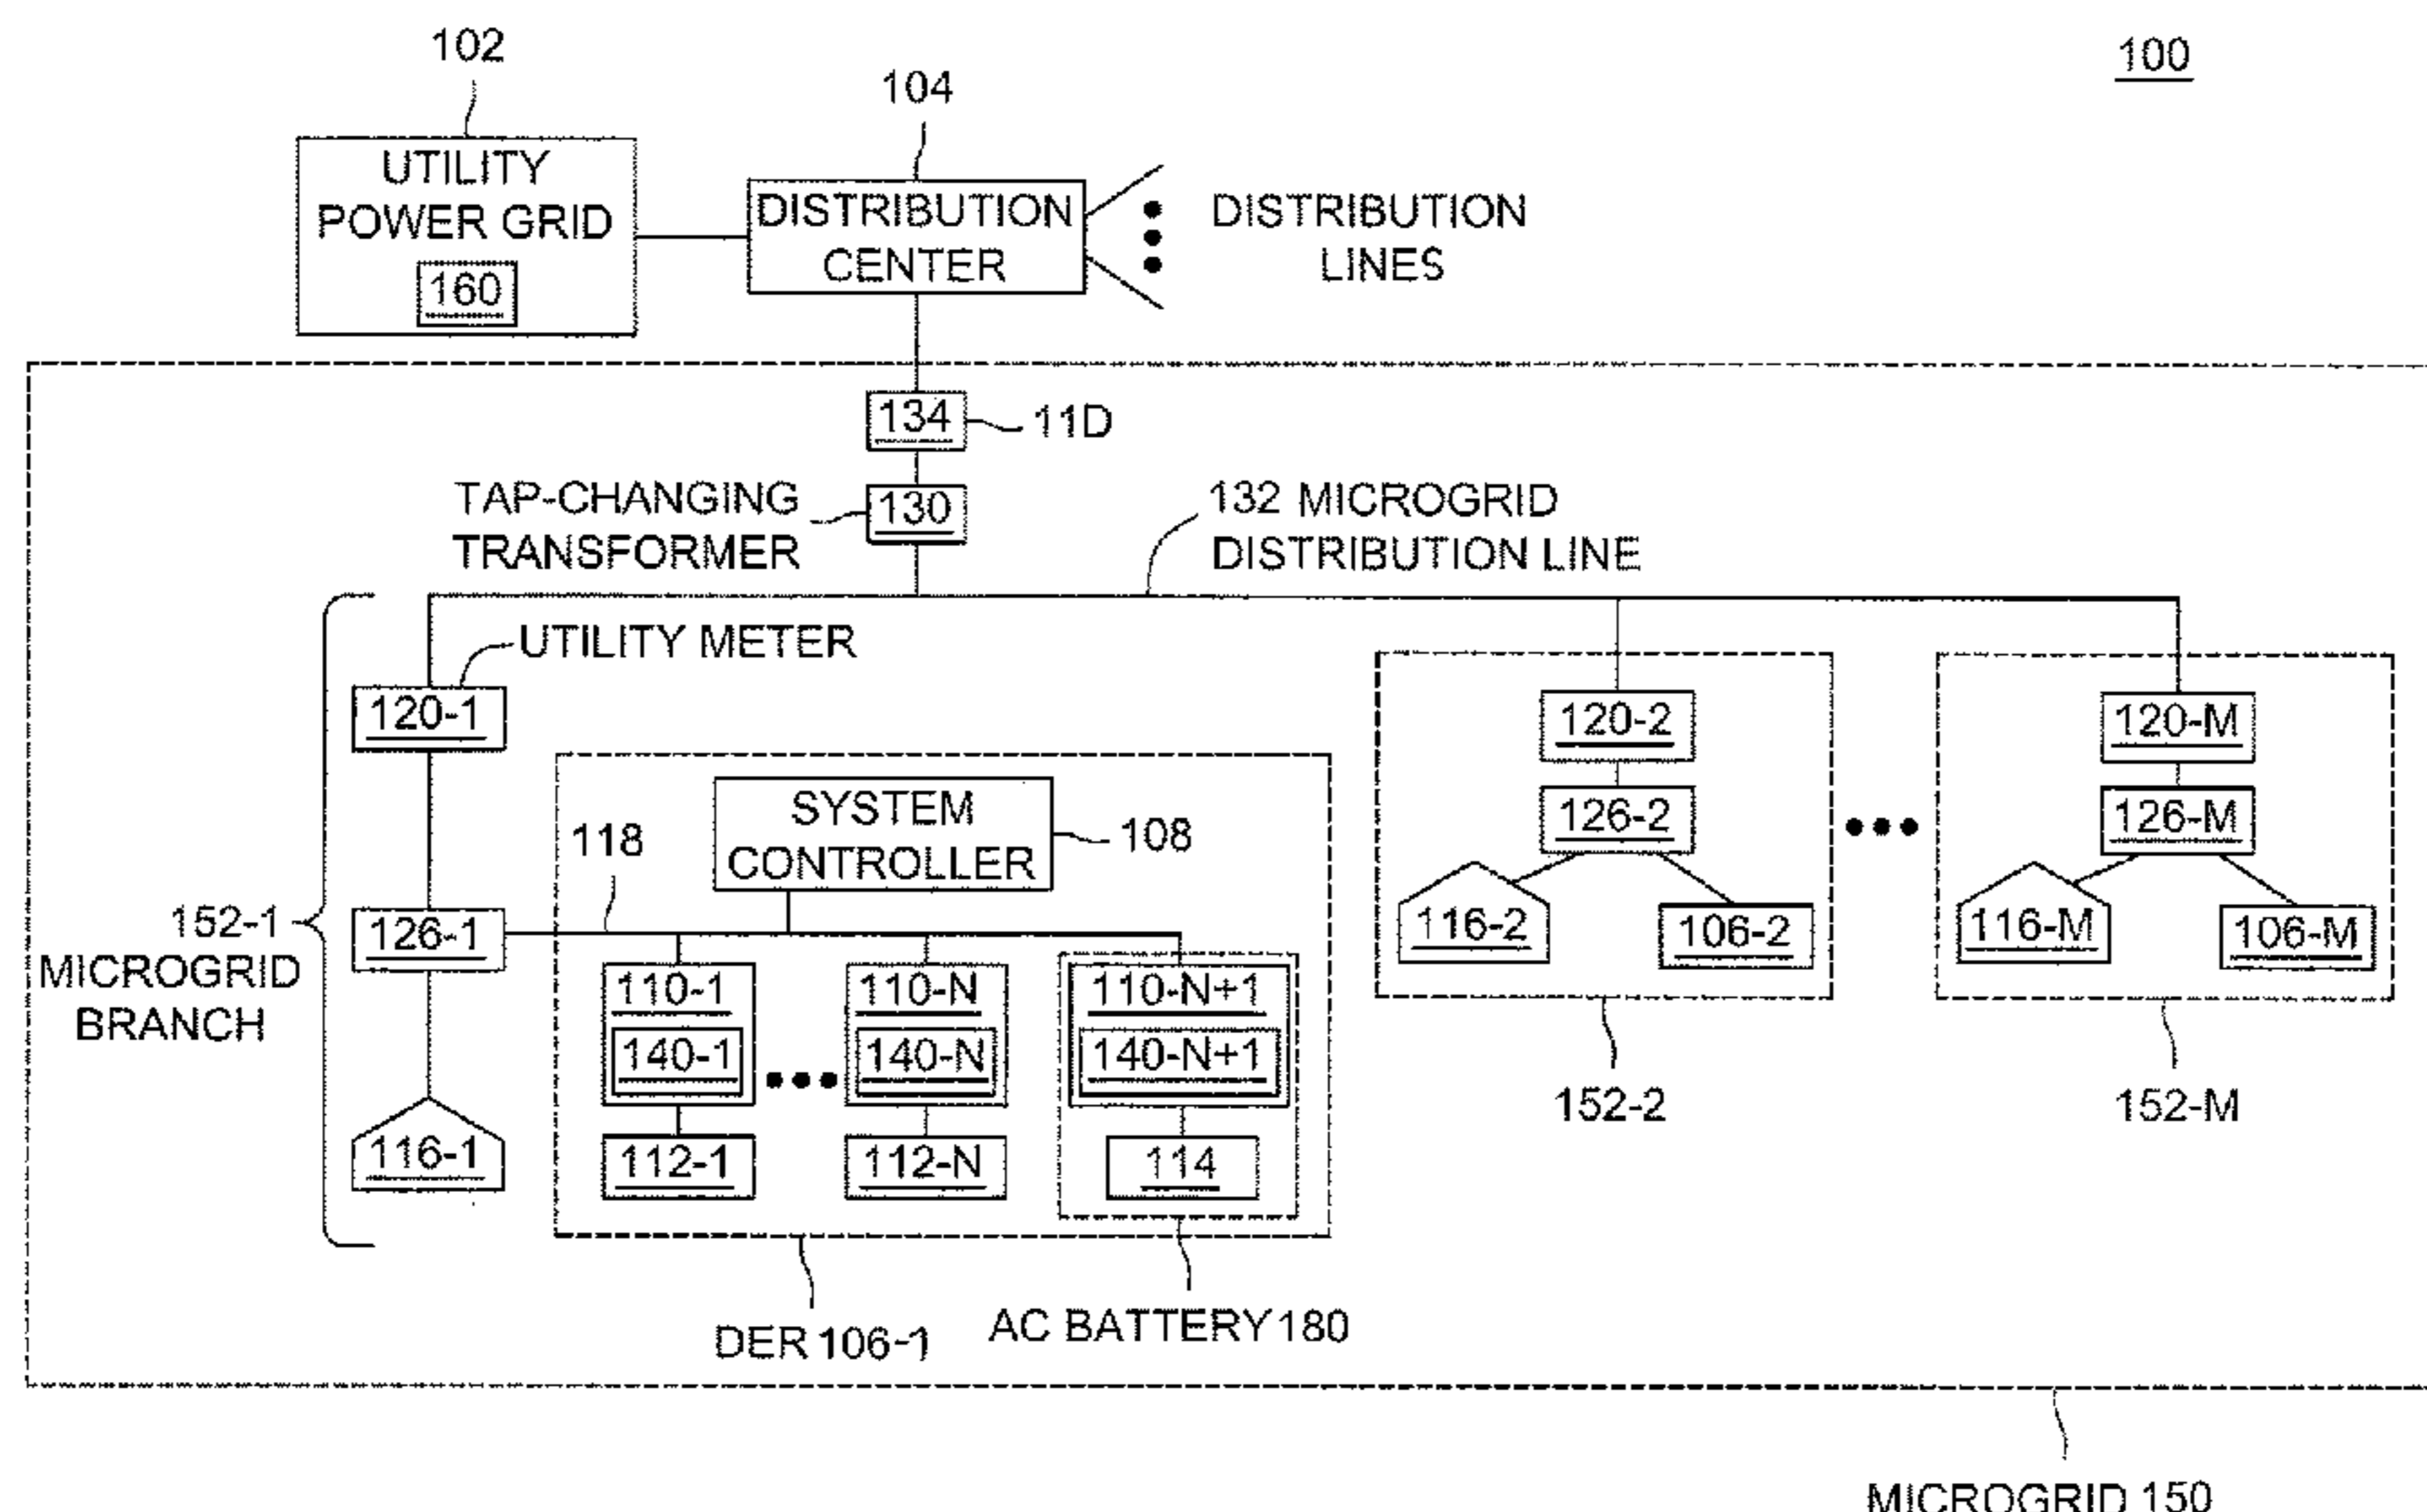 102
104
100
UTILITY
POWER GRID
160
DISTRIBUTION
CENTER
DISTRIBUTION
LINES
134
11D
TAP-CHANGING
TRANSFORMER
130
132 MICROGRID
DISTRIBUTION LINE
UTILITY METER
120-1
120-2
120-M
SYSTEM
CONTROLLER
108
118
126-2
126-M
152-1
MICROGRID
BRANCH
126-1
116-2
106-2
116-M
106-M
110-1
110-N
110-N+1
140-1
140-N
140-N+1
152-2
152-M
116-1
112-1
112-N
114
DER 106-1
AC BATTERY 180
MICROGRID 150